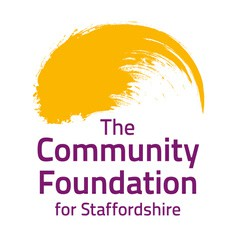 The
Community
Foundation
for Staffordshire